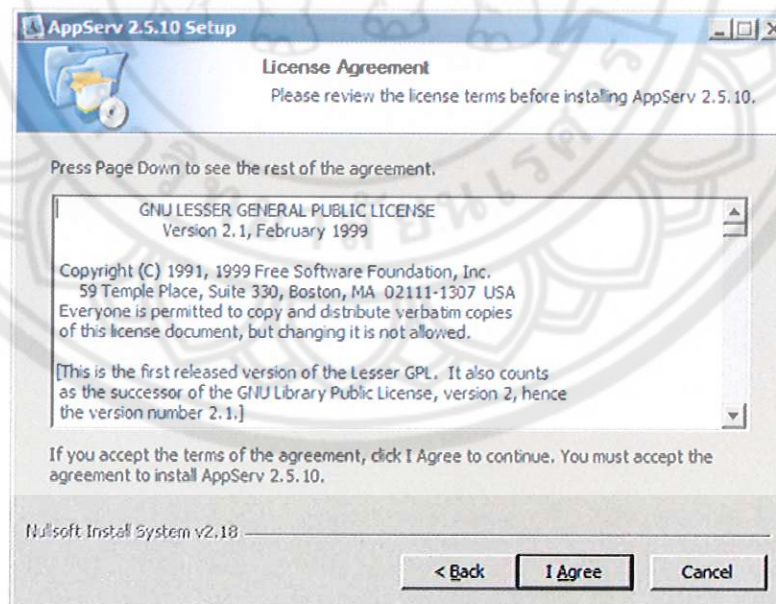 AppServ 2.5.10 Setup
License Agreement
Please review the license terms before installing AppServ 2.5.10.
Press Page Down to see the rest of the agreement.
GNU LESSER GENERAL PUBLIC LICENSE
Version 2.1, February 1999
Copyright (C) 1991, 1999 Free Software Foundation, Inc.
59 Temple Place, Suite 330, Boston, MA 02111-1307 USA
Everyone is permitted to copy and distribute verbatim copies
of this license document, but changing it is not allowed.
[This is the first released version of the Lesser GPL. It also counts
as the successor of the GNU Library Public License, version 2, hence
the version number 2.1.]
If you accept the terms of the agreement, click I Agree to continue. You must accept the
agreement to install AppServ 2.5.10.
Nullsoft Install System v2.18
< Back I Agree Cancel